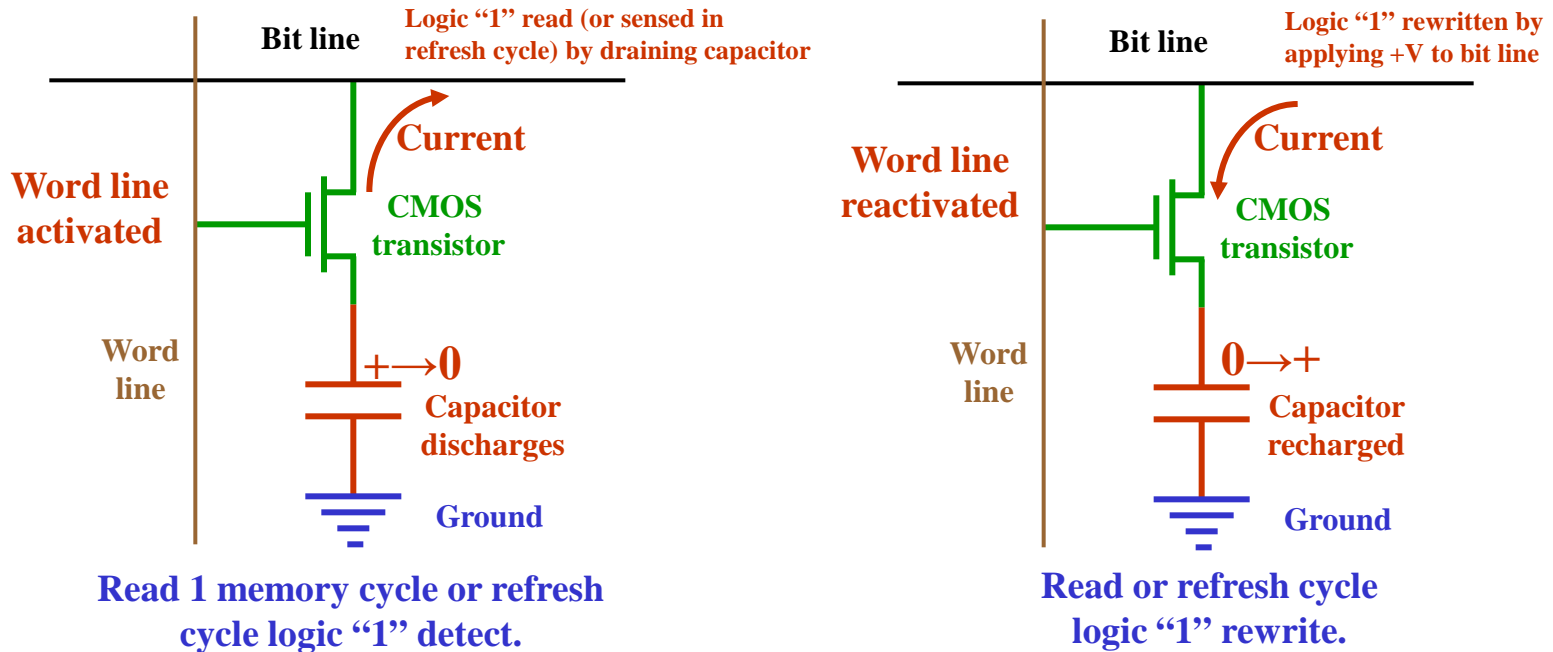 Bit line
Logic “1” read (or sensed in
refresh cycle) by draining capacitor
Current
Word line
activated
CMOS
transistor
Word
line
+→0
Capacitor
discharges
Ground
Read 1 memory cycle or refresh
cycle logic “1” detect.
Bit line
Logic “1” rewritten by
applying +V to bit line
Current
Word line
reactivated
CMOS
transistor
Word
line
0→+
Capacitor
recharged
Ground
Read or refresh cycle
logic “1” rewrite.